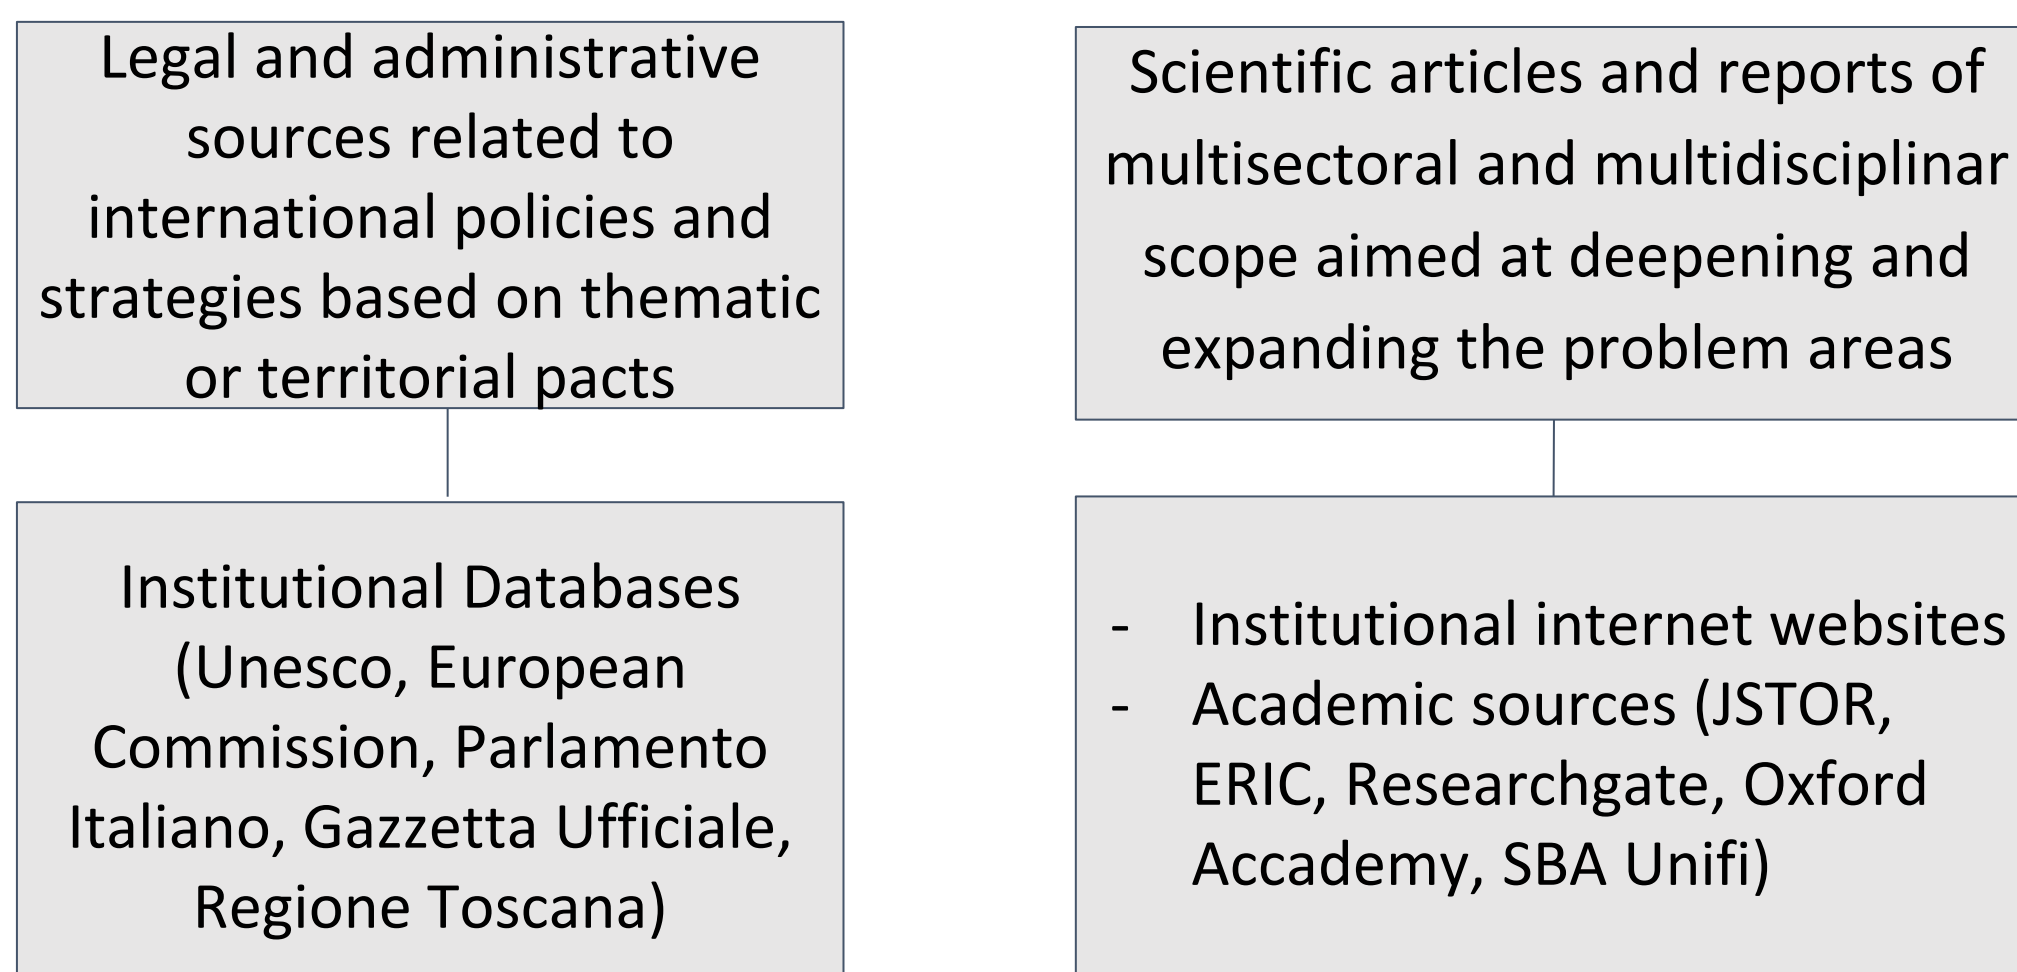 Legal and administrative
sources related to
international policies and
strategies based on thematic
or territorial pacts
Institutional Databases
(Unesco, European
Commission, Parlamento
Italiano, Gazzetta Ufficiale,
Regione Toscana)
Scientific articles and reports of
multisectoral and multidisciplinar
scope aimed at deepening and
expanding the problem areas
- Institutional internet websites
- Academic sources (JSTOR,
ERIC, Researchgate, Oxford
Accademy, SBA Unifi)